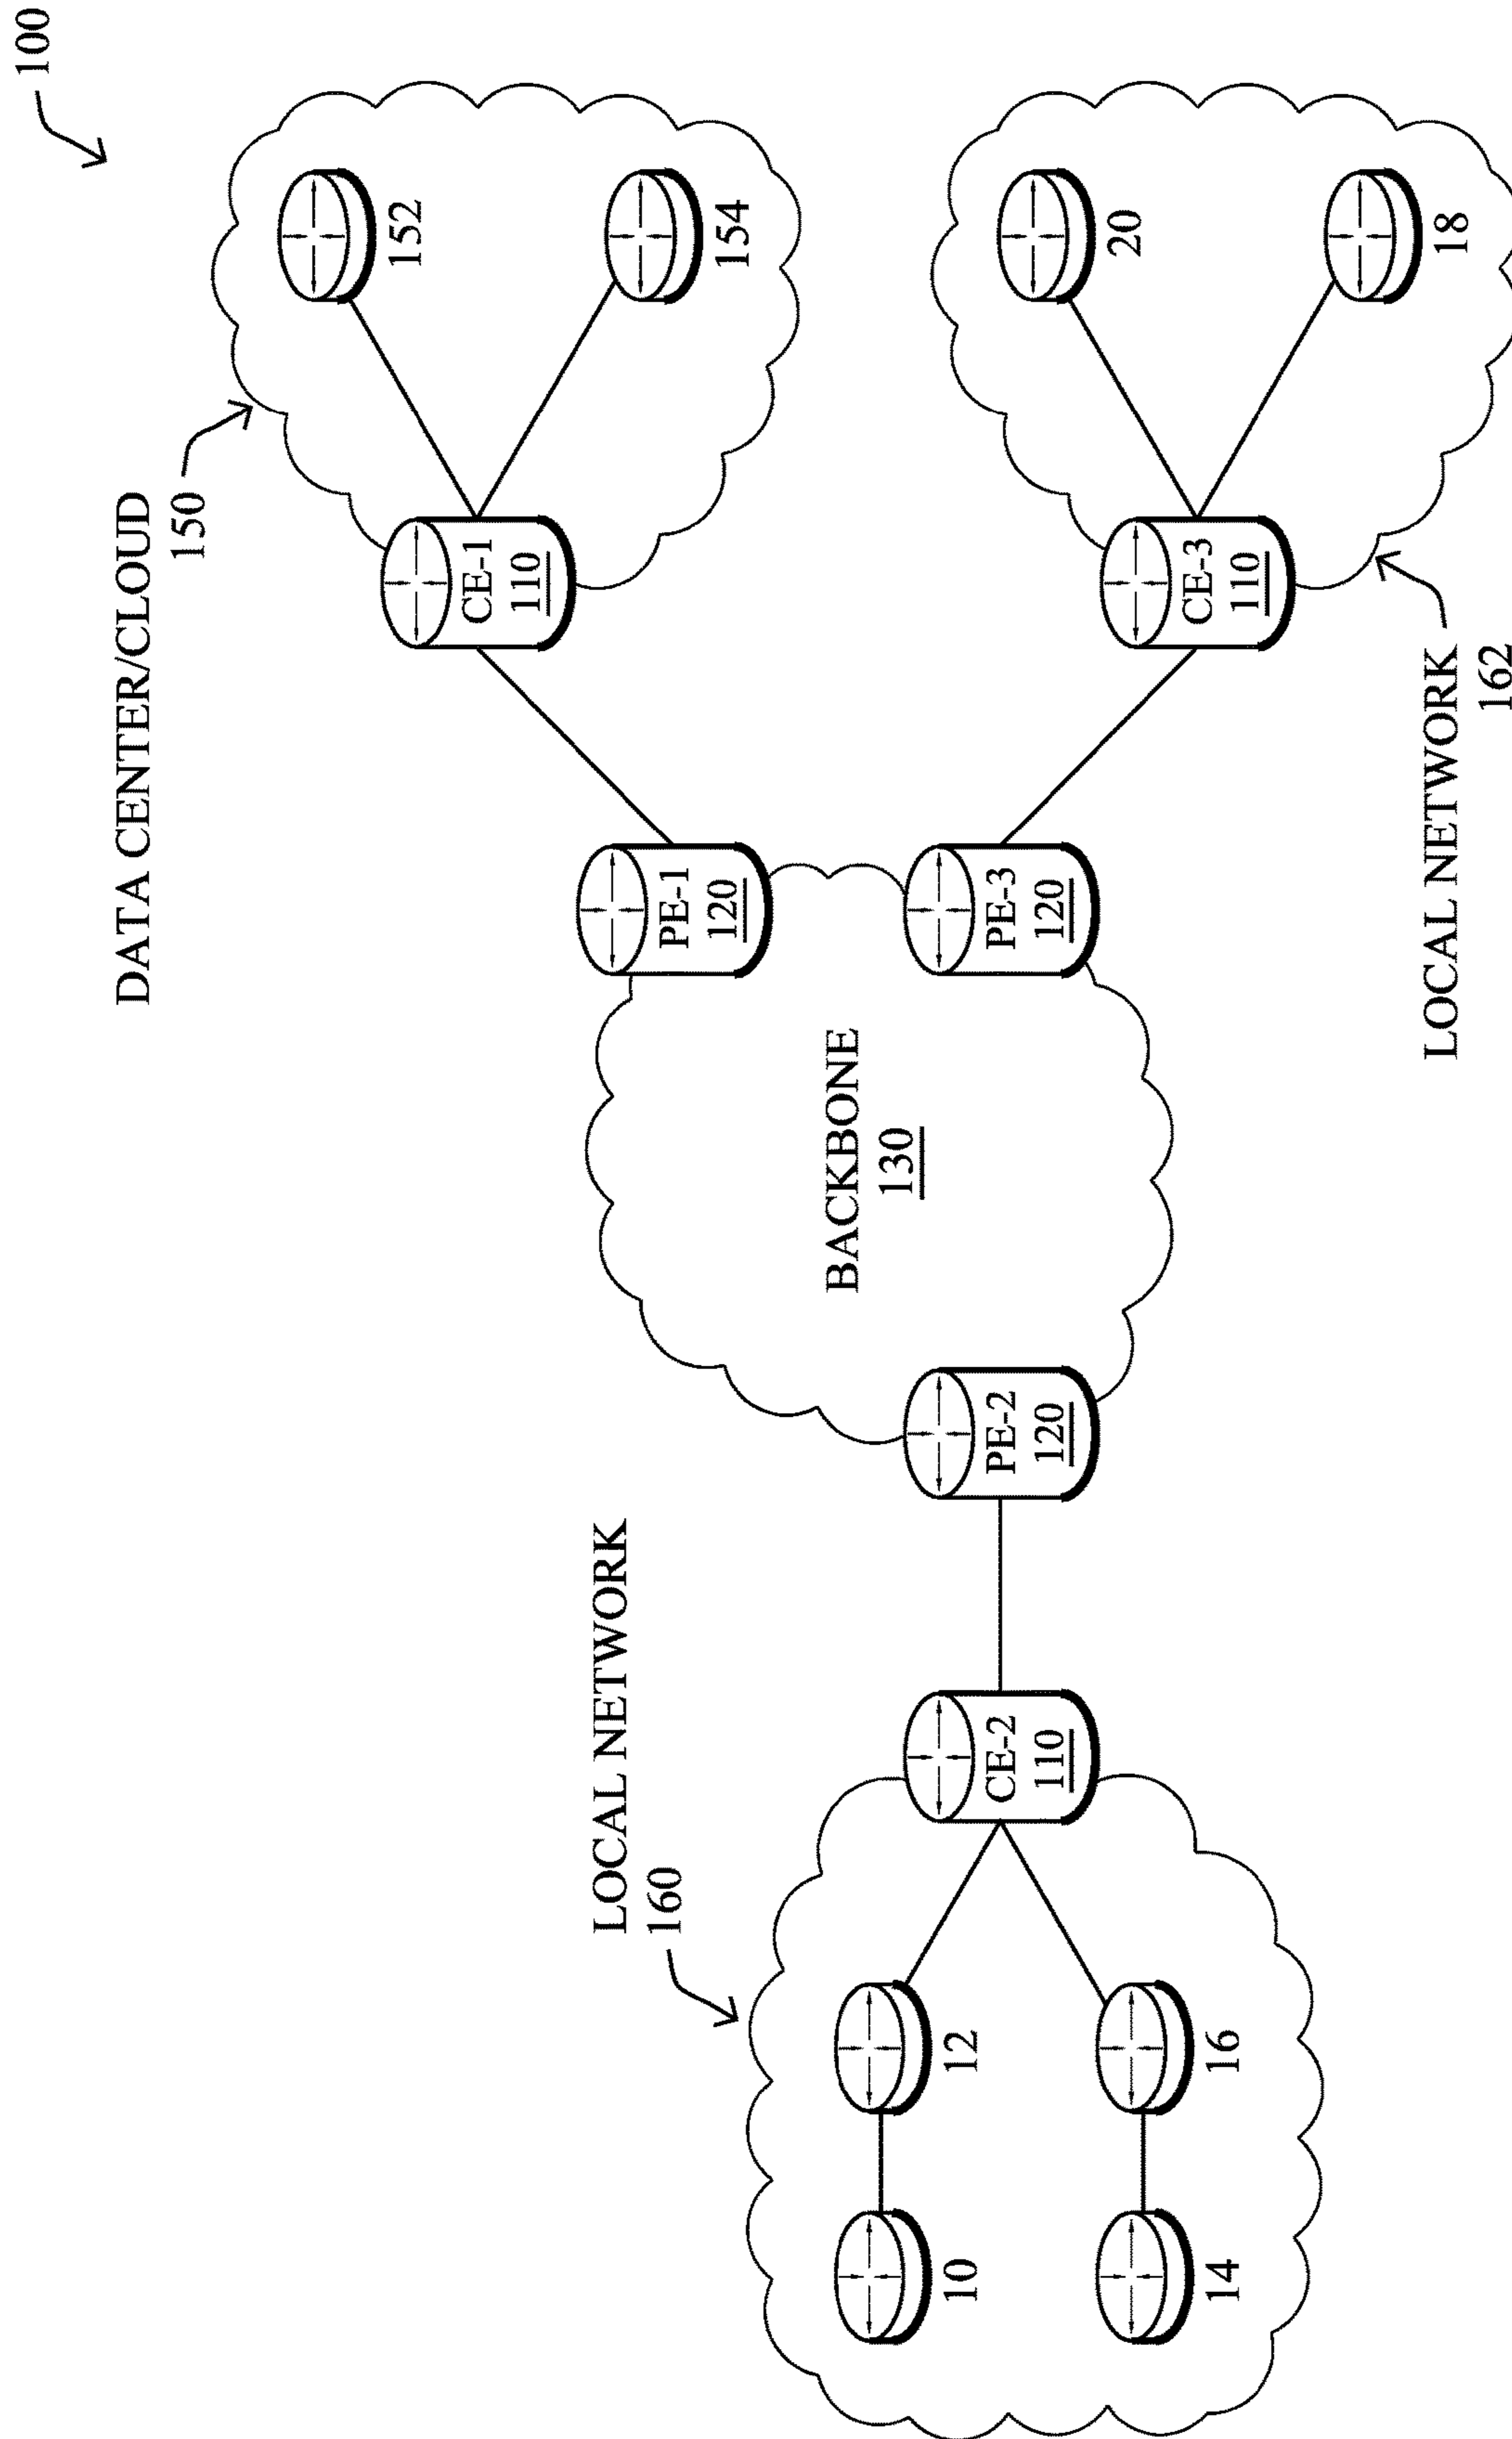 100
DATA CENTER/CLOUD
150
152
154
CE-1
110
PE-1
120
LOCAL NETWORK
160
BACKBONE
130
10
12
14
16
CE-2
110
PE-2
120
PE-3
120
CE-3
110
20
18
LOCAL NETWORK
162